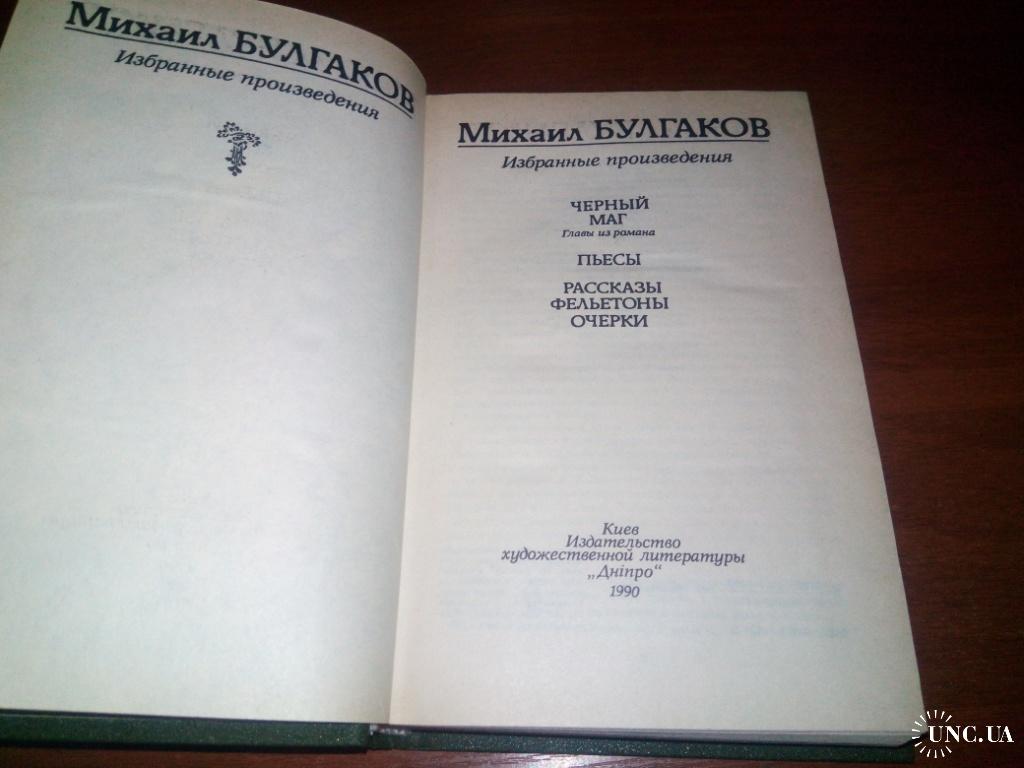 Михаил БУЛГАКОВ
Избранные произведения
Михаил БУЛГАКОВ
Избранные произведения
ЧЕРНЫЙ
МАГ
Главы из романа
ПЬЕСЫ
РАССКАЗЫ
ФЕЛЬЕТОНЫ
ОЧЕРКИ
Киев
Издательство
художественной литературы
„Дніпро“
1990
UNC.UA